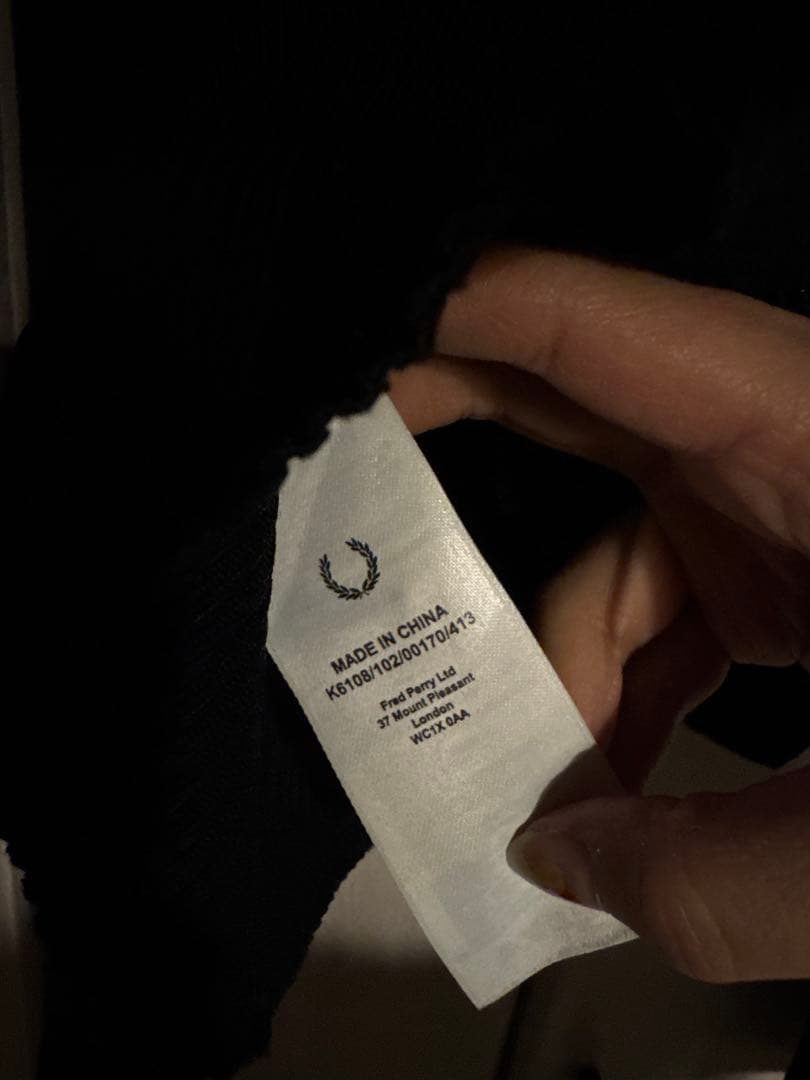 MADE IN CHINA
K6108/102/00170/413
Fred Perry Ltd
37 Mount Pleasant
London
WC1X 0AA